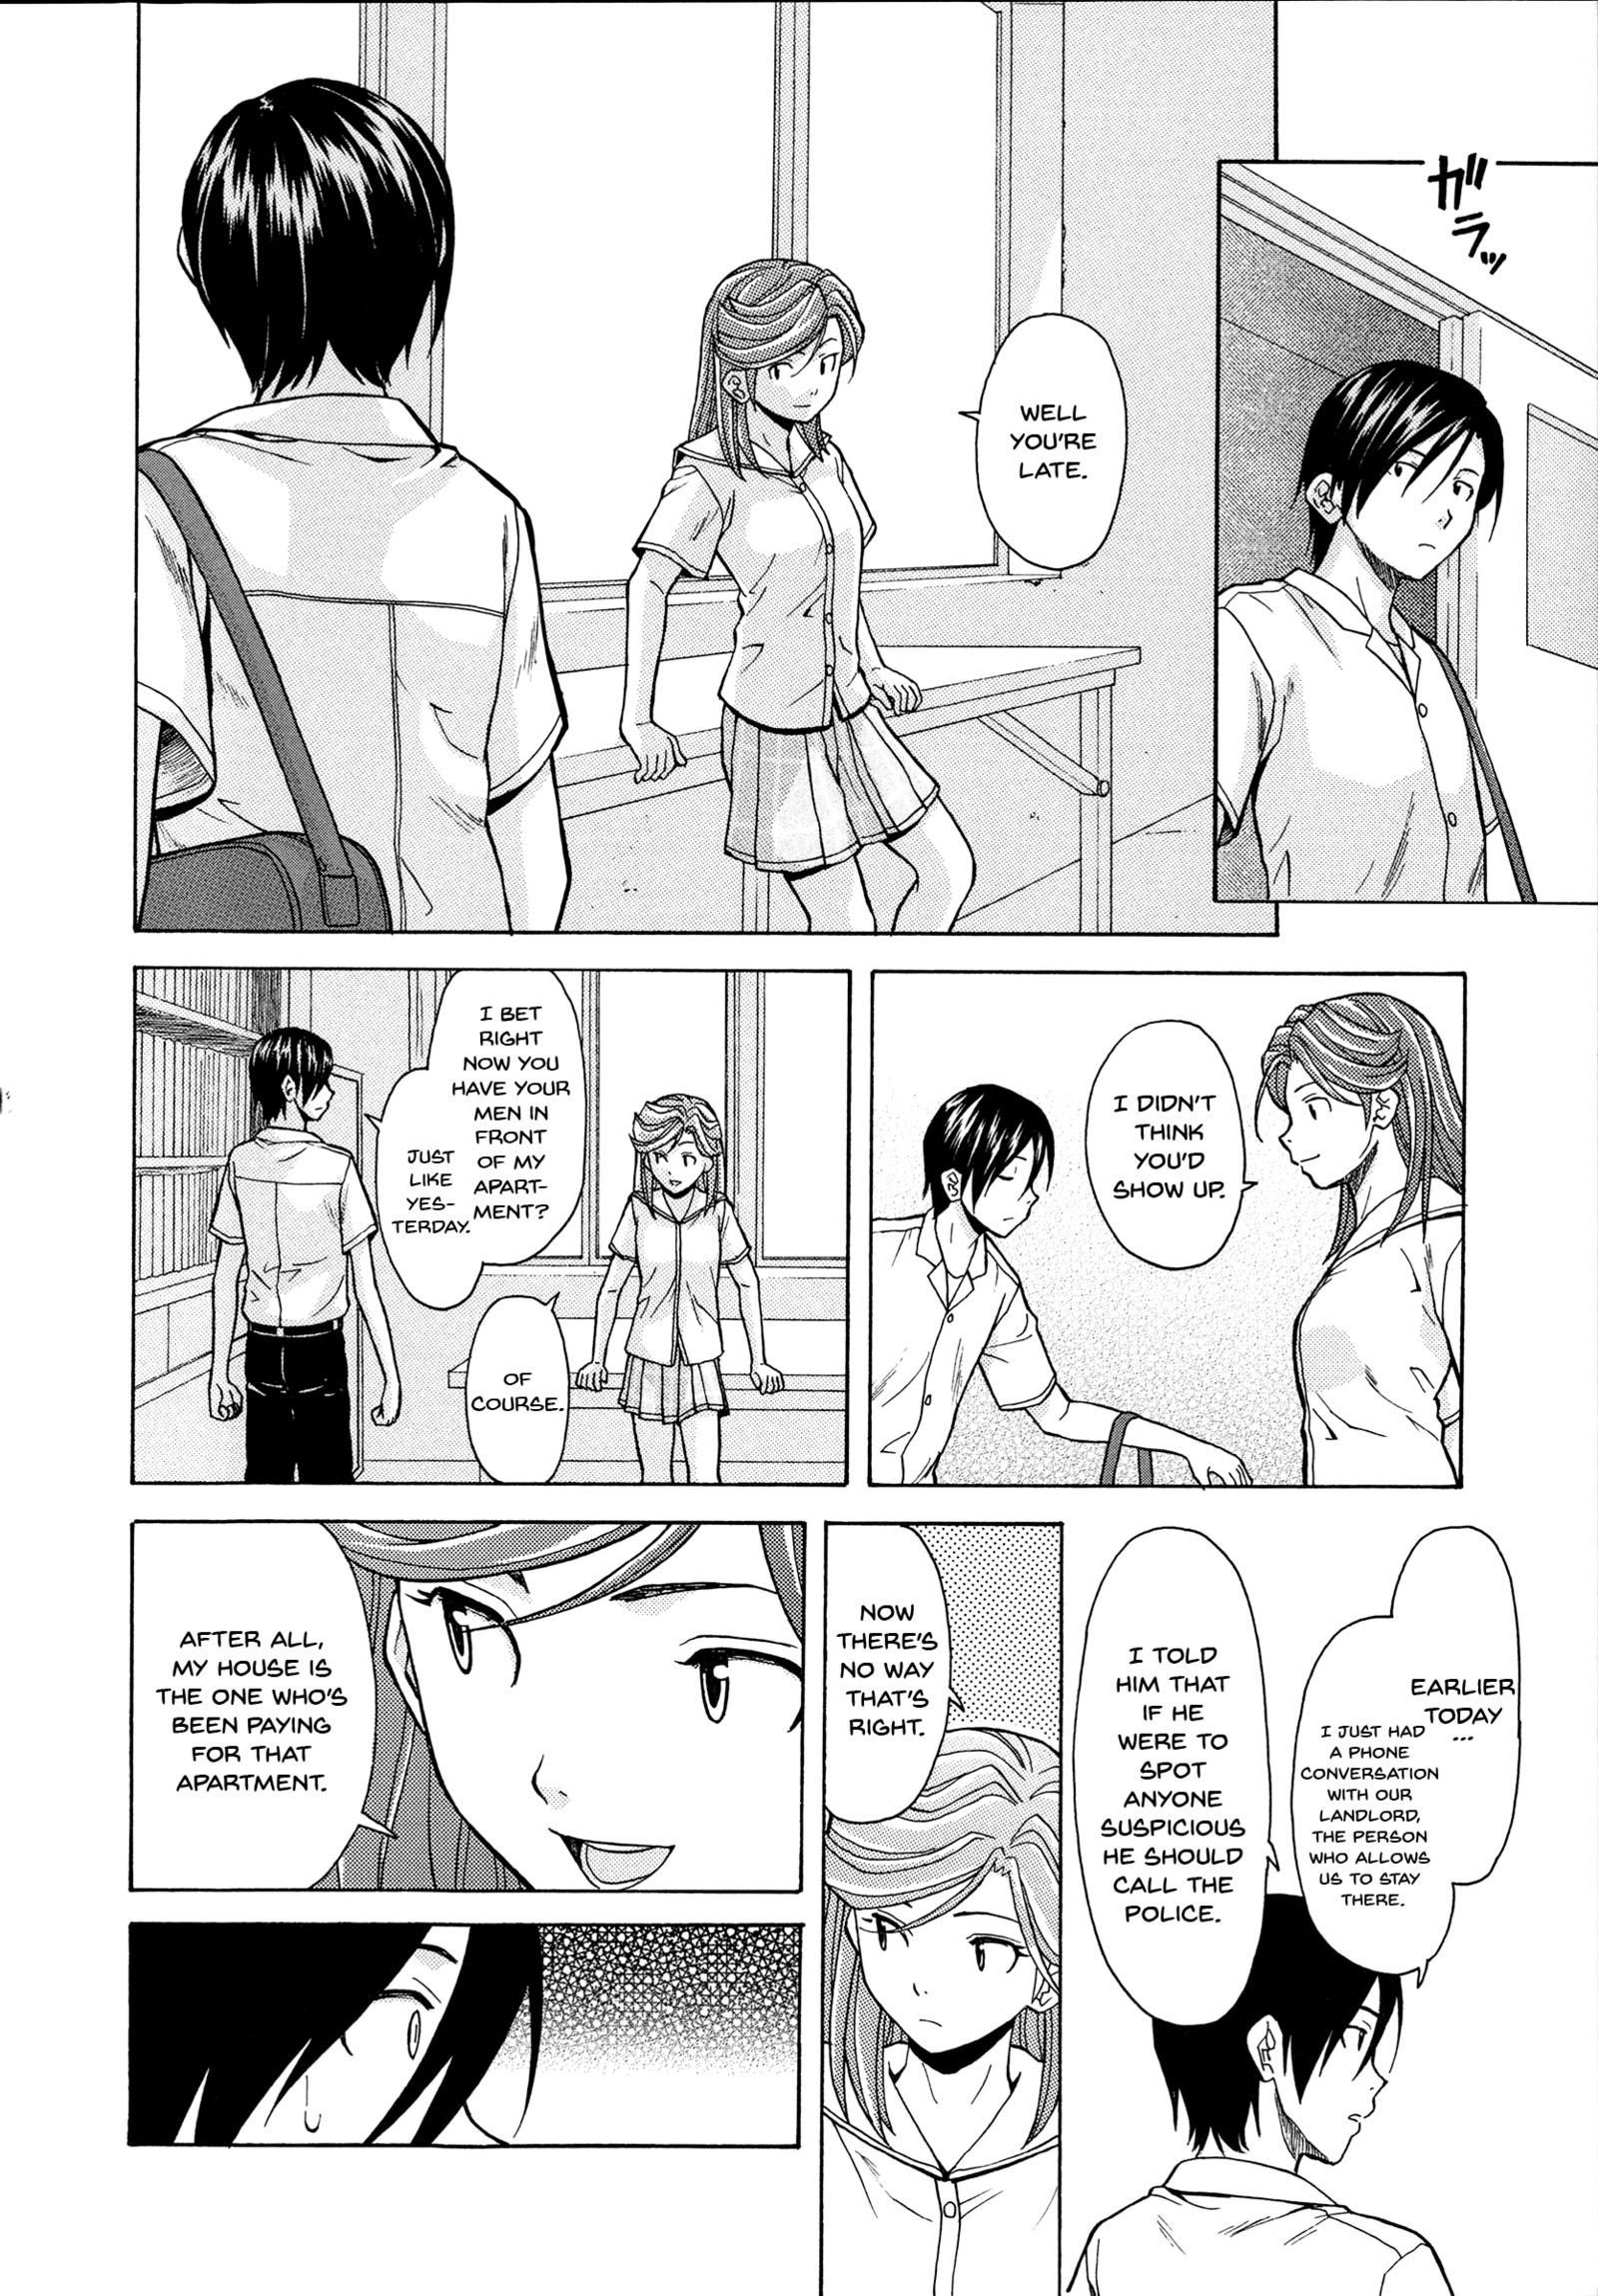 ガラッ
WELL
YOU'RE
LATE.
I DIDN'T
THINK
YOU'D
SHOW UP.
I BET
RIGHT
NOW YOU
HAVE YOUR
MEN IN
FRONT
OF MY
APART-
MENT?
JUST
LIKE
YES-
TERDAY.
OF
COURSE.
EARLIER
TODAY
...
I JUST HAD
A PHONE
CONVERSATION
WITH OUR
LANDLORD,
THE PERSON
WHO ALLOWS
US TO STAY
THERE.
I TOLD
HIM THAT
IF HE
WERE TO
SPOT
ANYONE
SUSPICIOUS
HE SHOULD
CALL THE
POLICE.
NOW
THERE'S
NO WAY
THAT'S
RIGHT.
AFTER ALL,
MY HOUSE IS
THE ONE WHO'S
BEEN PAYING
FOR THAT
APARTMENT.